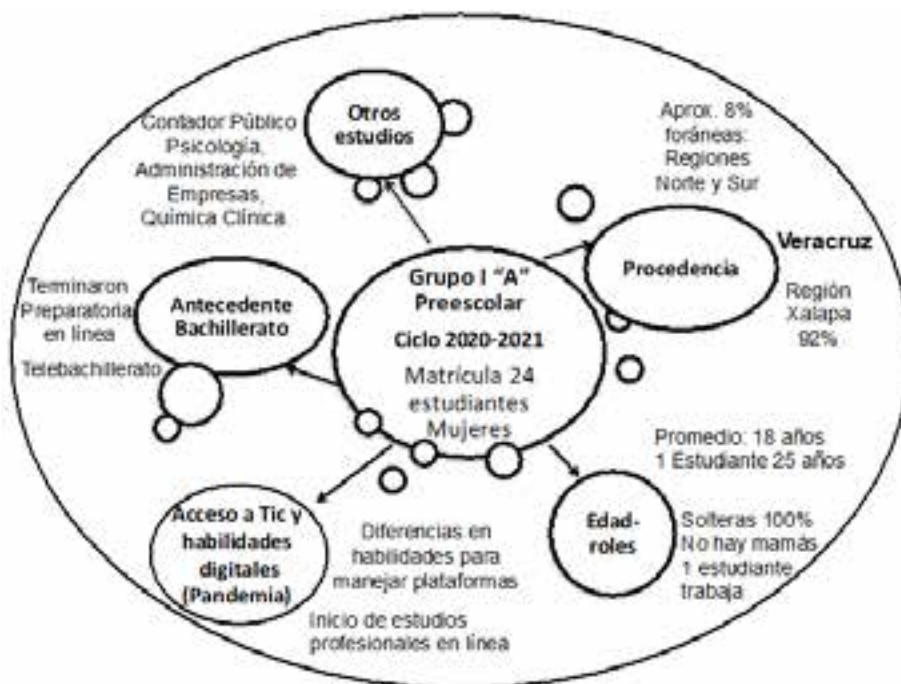 Otros
estudios
Contador Público
Psicología,
Administración de
Empresas,
Química Clínica
Aprox. 8%
foráneas:
Regiones
Norte y Sur
Procedencia
Veracruz
Región
Xalapa
92%
Grupo I "A"
Preescolar
Ciclo 2020-2021
Matrícula 24
estudiantes
Mujeres
Antecedente
Bachillerato
Terminaron
Preparatoria
en línea
Telebachillerato
Acceso a Tic y
habilidades
digitales
(Pandemia)
Diferencias en
habilidades para
manejar plataformas
Inicio de estudios
profesionales en línea
Edad-
roles
Promedio: 18 años
1 Estudiante 25 años
Solteras 100%
No hay mamás
1 estudiante
trabaja